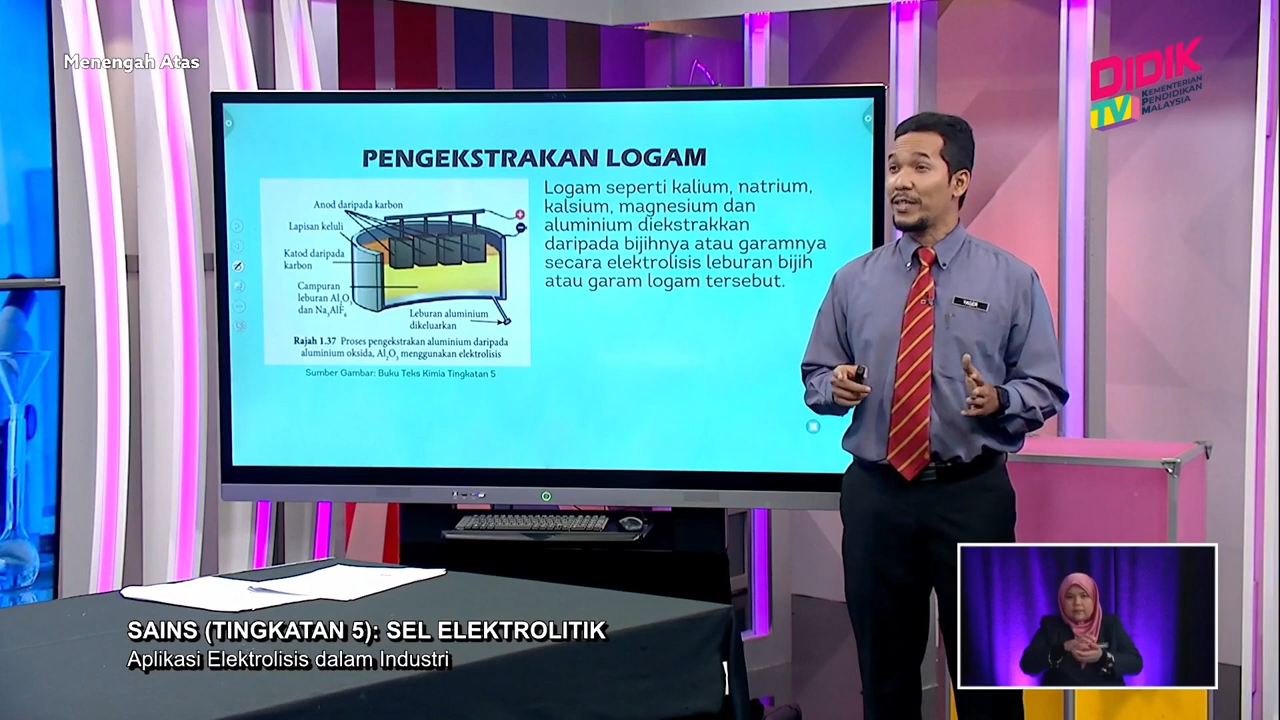 Menengah Atas
DIDIK
TV
KEMENTERIAN
PENDIDIKAN
MALAYSIA
PENGEKSTRAKAN LOGAM
Anod daripada karbon
Lapisan keluli
Katod daripada
karbon
Campuran
leburan Al₂O₃
dan Na₃AlF₆
Leburan aluminium
dikeluarkan
Rajah 1.37 Proses pengekstrakan aluminium daripada
aluminium oksida, Al₂O₃ menggunakan elektrolisis
Sumber Gambar: Buku Teks Kimia Tingkatan 5
Logam seperti kalium, natrium,
kalsium, magnesium dan
aluminium diekstrakkan
daripada bijihnya atau garamnya
secara elektrolisis leburan bijih
atau garam logam tersebut.
YASER
SAINS (TINGKATAN 5): SEL ELEKTROLITIK
Aplikasi Elektrolisis dalam Industri